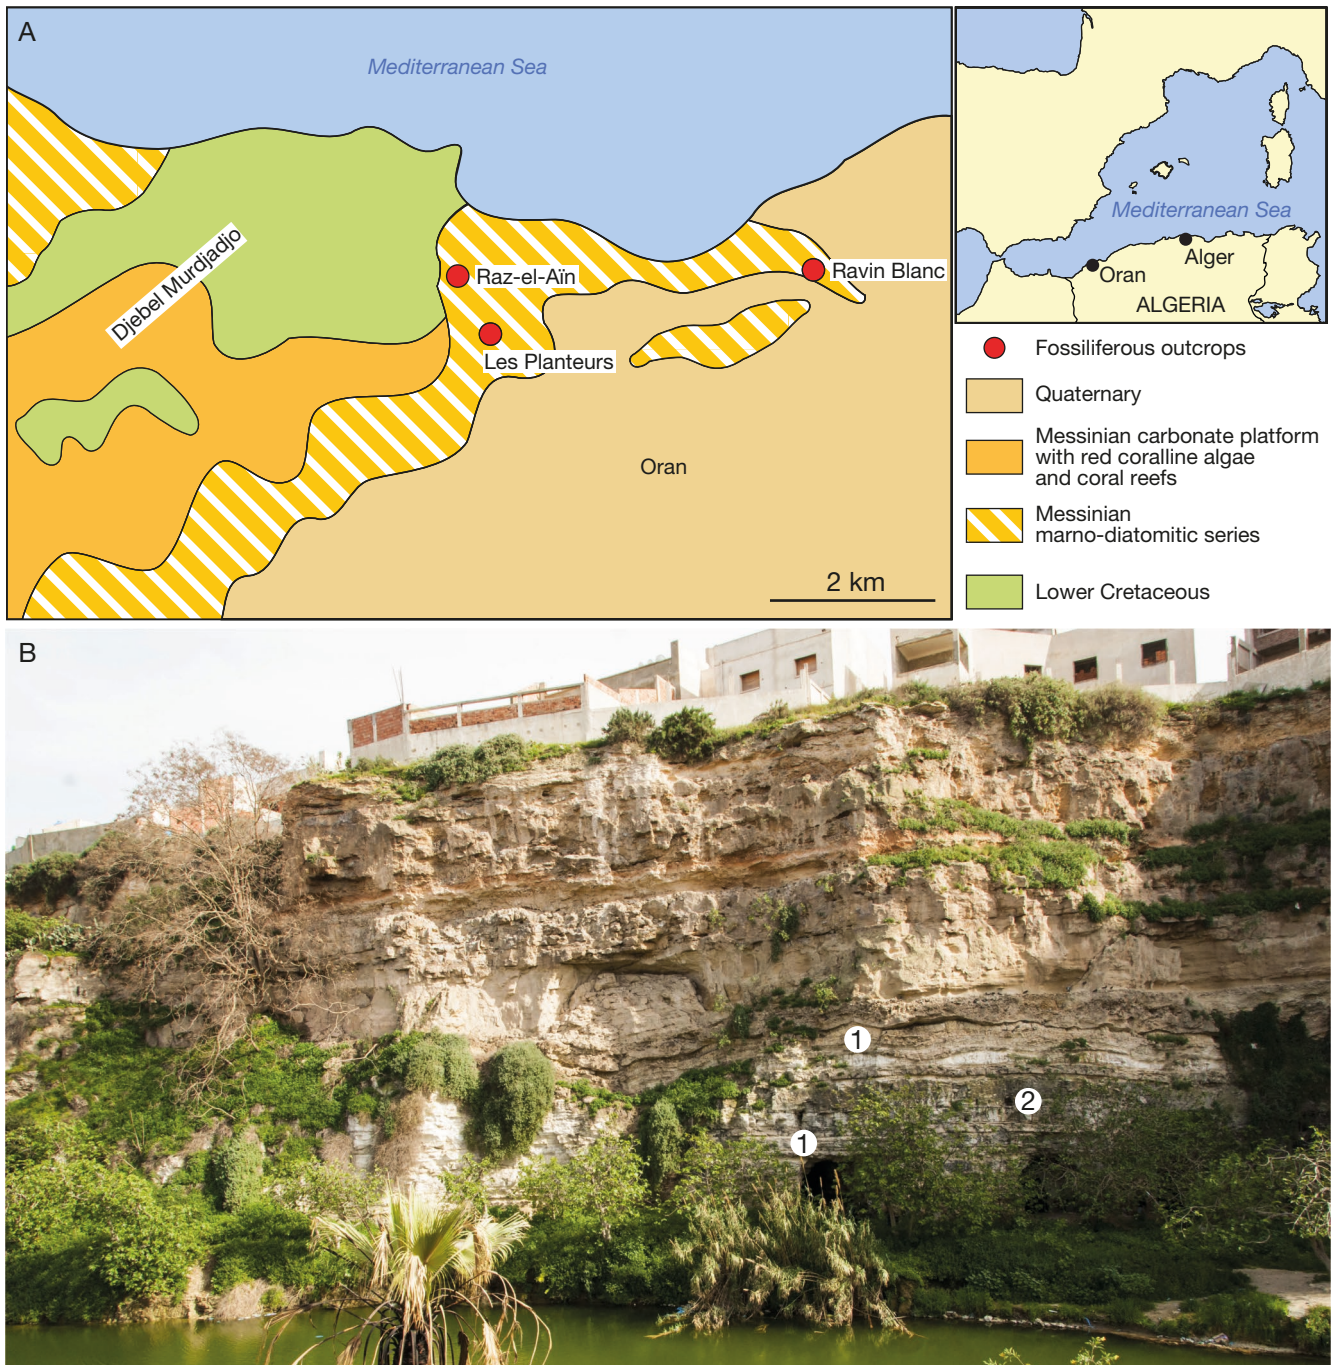 A
Mediterranean Sea
Djebel Murdjadjo
Raz-el-Aïn
Ravin Blanc
Les Planteurs
Oran
2 km
Mediterranean Sea
Oran
Alger
ALGERIA
Fossiliferous outcrops
Quaternary
Messinian carbonate platform
with red coralline algae
and coral reefs
Messinian
marno-diatomitic series
Lower Cretaceous
B
1
2
1